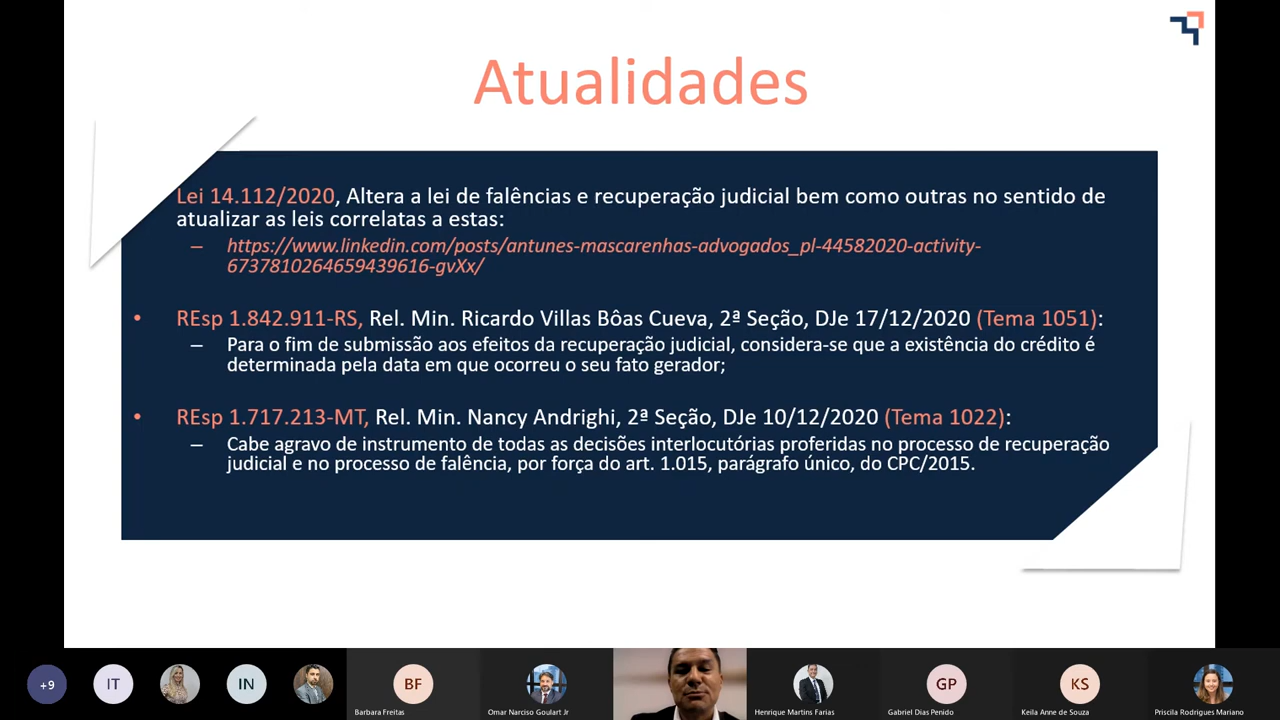 Atualidades
Lei 14.112/2020, Altera a lei de falências e recuperação judicial bem como outras no sentido de
atualizar as leis correlatas a estas:
– https://www.linkedin.com/posts/antunes-mascarenhas-advogados_pl-44582020-activity-
6737810264659439616-gvXx/
• REsp 1.842.911-RS, Rel. Min. Ricardo Villas Bôas Cueva, 2ª Seção, DJe 17/12/2020 (Tema 1051):
– Para o fim de submissão aos efeitos da recuperação judicial, considera-se que a existência do crédito é
determinada pela data em que ocorreu o seu fato gerador;
• REsp 1.717.213-MT, Rel. Min. Nancy Andrighi, 2ª Seção, DJe 10/12/2020 (Tema 1022):
– Cabe agravo de instrumento de todas as decisões interlocutórias proferidas no processo de recuperação
judicial e no processo de falência, por força do art. 1.015, parágrafo único, do CPC/2015.
+9
IT
IN
BF
GP
KS
Barbara Freitas
Omar Narciso Goulart Jr
Henrique Martins Farias
Gabriel Dias Penido
Keila Anne de Souza
Priscila Rodrigues Mariano